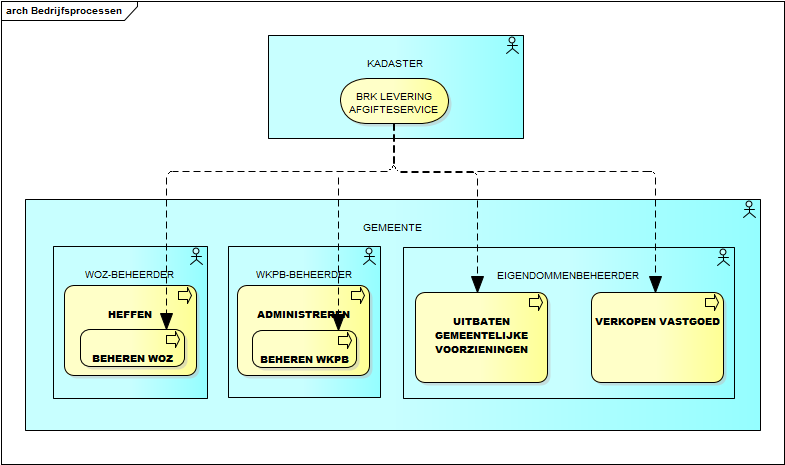 arch Bedrijfsprocessen
KADASTER
BRK LEVERING
AFGIFTESERVICE
GEMEENTE
WOZ-BEHEERDER
HEFFEN
BEHEREN WOZ
WKPB-BEHEERDER
ADMINISTREREN
BEHEREN WKPB
EIGENDOMMENBEHEERDER
UITBATEN
GEMEENTELIJKE
VOORZIENINGEN
VERKOPEN VASTGOED